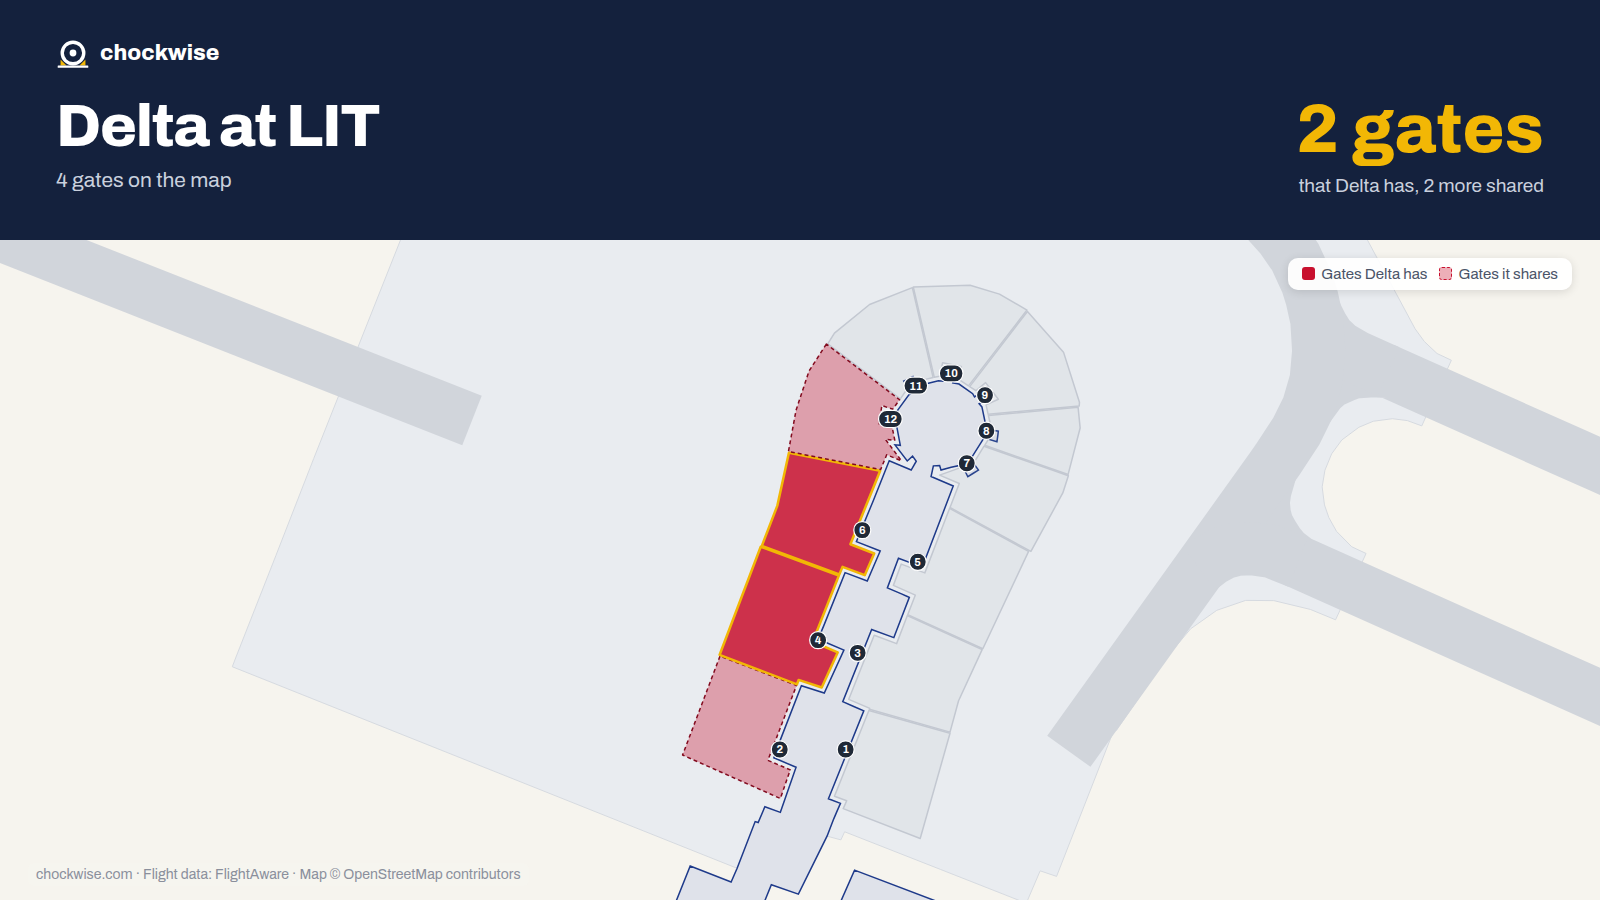 chockwise
Delta at LIT
4 gates on the map
2 gates
that Delta has, 2 more shared
Gates Delta has
Gates it shares
10
11
9
12
8
7
6
5
4
3
2
1
chockwise.com · Flight data: FlightAware · Map © OpenStreetMap contributors